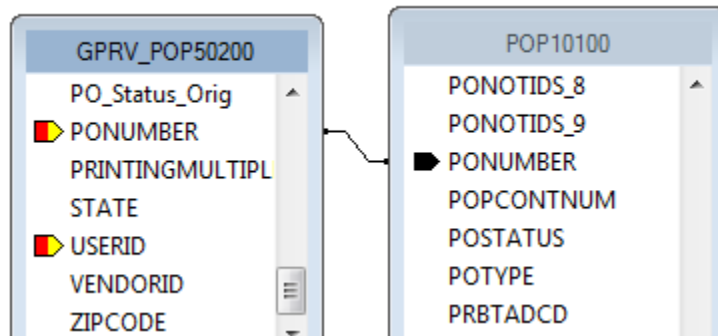 GPRV_POP50200
PO_Status_Orig
PONUMBER
PRINTINGMULTIPL
STATE
USERID
VENDORID
ZIPCODE
POP10100
PONOTIDS_8
PONOTIDS_9
PONUMBER
POPCONTNUM
POSTATUS
POTYPE
PRBTADCD